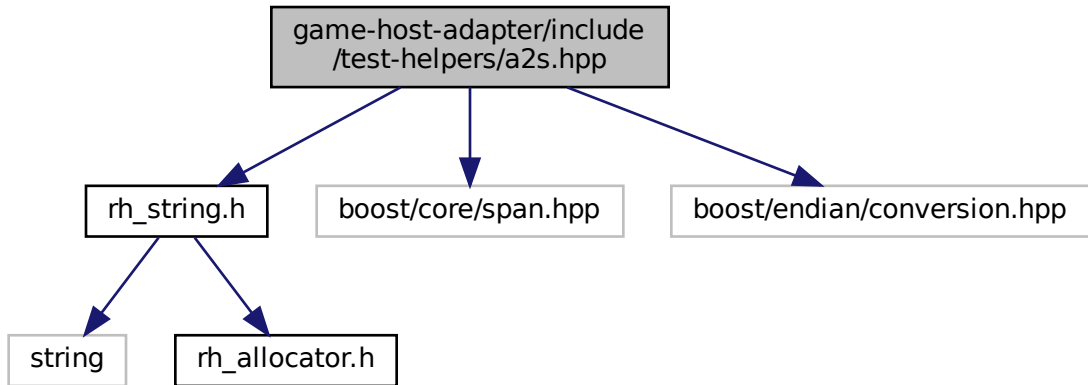 game-host-adapter/include
/test-helpers/a2s.hpp
rh_string.h
boost/core/span.hpp
boost/endian/conversion.hpp
string
rh_allocator.h